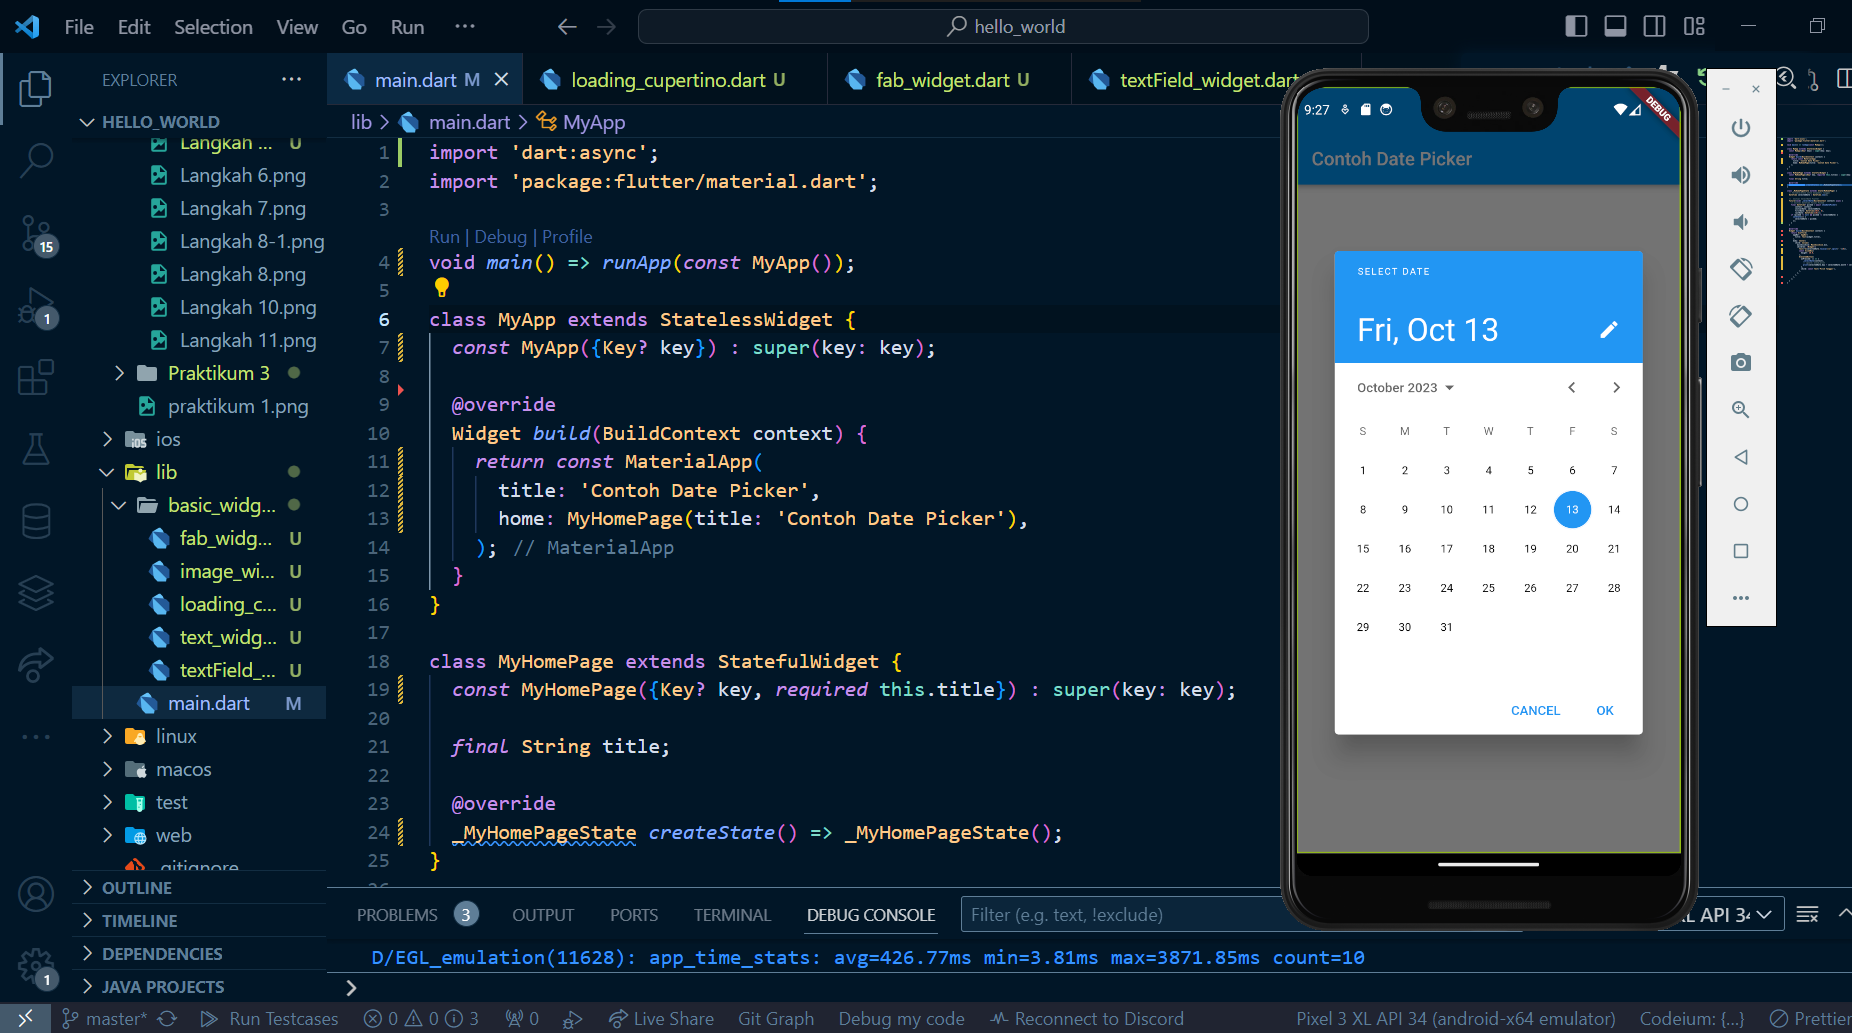 File Edit Selection View Go Run ···
hello_world
EXPLORER
main.dart M
loading_cupertino.dart U
fab_widget.dart U
textField_widget.dart
HELLO_WORLD
lib > main.dart > MyApp
Langkah ... U
Langkah 6.png
Langkah 7.png
Langkah 8-1.png
Langkah 8.png
Langkah 10.png
Langkah 11.png
Praktikum 3
praktikum 1.png
ios
lib
basic_widg...
fab_widg... U
image_wi... U
loading_c... U
text_widg... U
textField_... U
main.dart M
linux
macos
test
web
.gitignore
OUTLINE
TIMELINE
DEPENDENCIES
JAVA PROJECTS
15
1
1
1 import 'dart:async';
2 import 'package:flutter/material.dart';
3
Run | Debug | Profile
4 void main() => runApp(const MyApp());
5
6 class MyApp extends StatelessWidget {
7 const MyApp({Key? key}) : super(key: key);
8
9 @override
10 Widget build(BuildContext context) {
11 return const MaterialApp(
12 title: 'Contoh Date Picker',
13 home: MyHomePage(title: 'Contoh Date Picker'),
14 ); // MaterialApp
15 }
16 }
17
18 class MyHomePage extends StatefulWidget {
19 const MyHomePage({Key? key, required this.title}) : super(key: key);
20
21 final String title;
22
23 @override
24 _MyHomePageState createState() => _MyHomePageState();
25 }
9:27
DEBUG
Contoh Date Picker
SELECT DATE
Fri, Oct 13
October 2023
S M T W T F S
1 2 3 4 5 6 7
8 9 10 11 12 13 14
15 16 17 18 19 20 21
22 23 24 25 26 27 28
29 30 31
CANCEL OK
PROBLEMS 3 OUTPUT PORTS TERMINAL DEBUG CONSOLE
Filter (e.g. text, !exclude)
XL API 34
D/EGL_emulation(11628): app_time_stats: avg=426.77ms min=3.81ms max=3871.85ms count=10
master* Run Testcases 0 0 3 0 Live Share Git Graph Debug my code Reconnect to Discord Pixel 3 XL API 34 (android-x64 emulator) Codeium: {...} Prettier